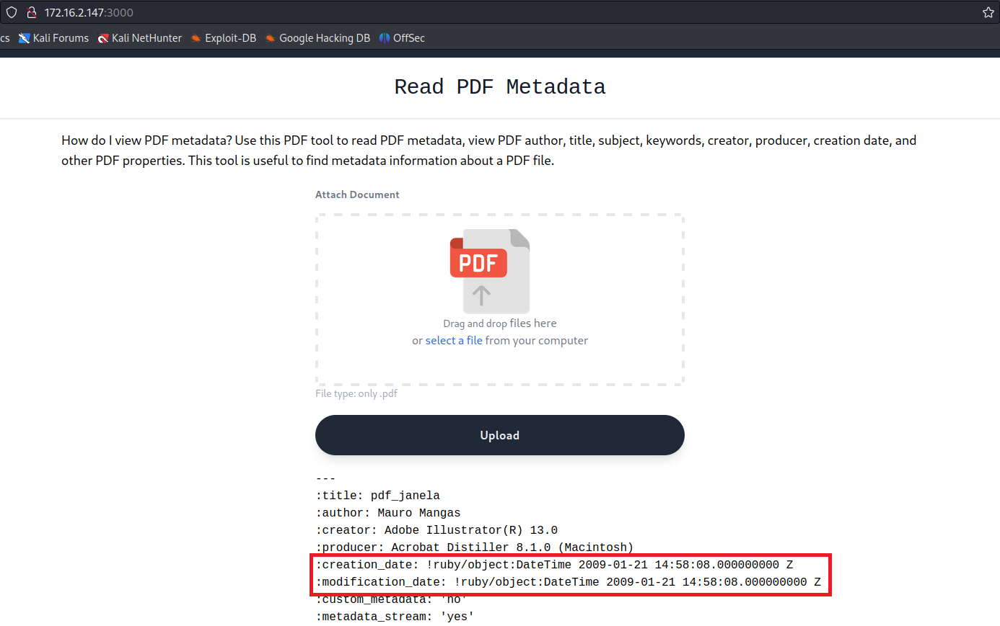 172.16.2.147:3000
cs Kali Forums Kali NetHunter Exploit-DB Google Hacking DB OffSec
Read PDF Metadata
How do I view PDF metadata? Use this PDF tool to read PDF metadata, view PDF author, title, subject, keywords, creator, producer, creation date, and
other PDF properties. This tool is useful to find metadata information about a PDF file.
Attach Document
PDF
Drag and drop files here
or select a file from your computer
File type: only .pdf
Upload
---
:title: pdf_janela
:author: Mauro Mangas
:creator: Adobe Illustrator(R) 13.0
:producer: Acrobat Distiller 8.1.0 (Macintosh)
:creation_date: !ruby/object:DateTime 2009-01-21 14:58:08.000000000 Z
:modification_date: !ruby/object:DateTime 2009-01-21 14:58:08.000000000 Z
:custom_metadata: 'no'
:metadata_stream: 'yes'